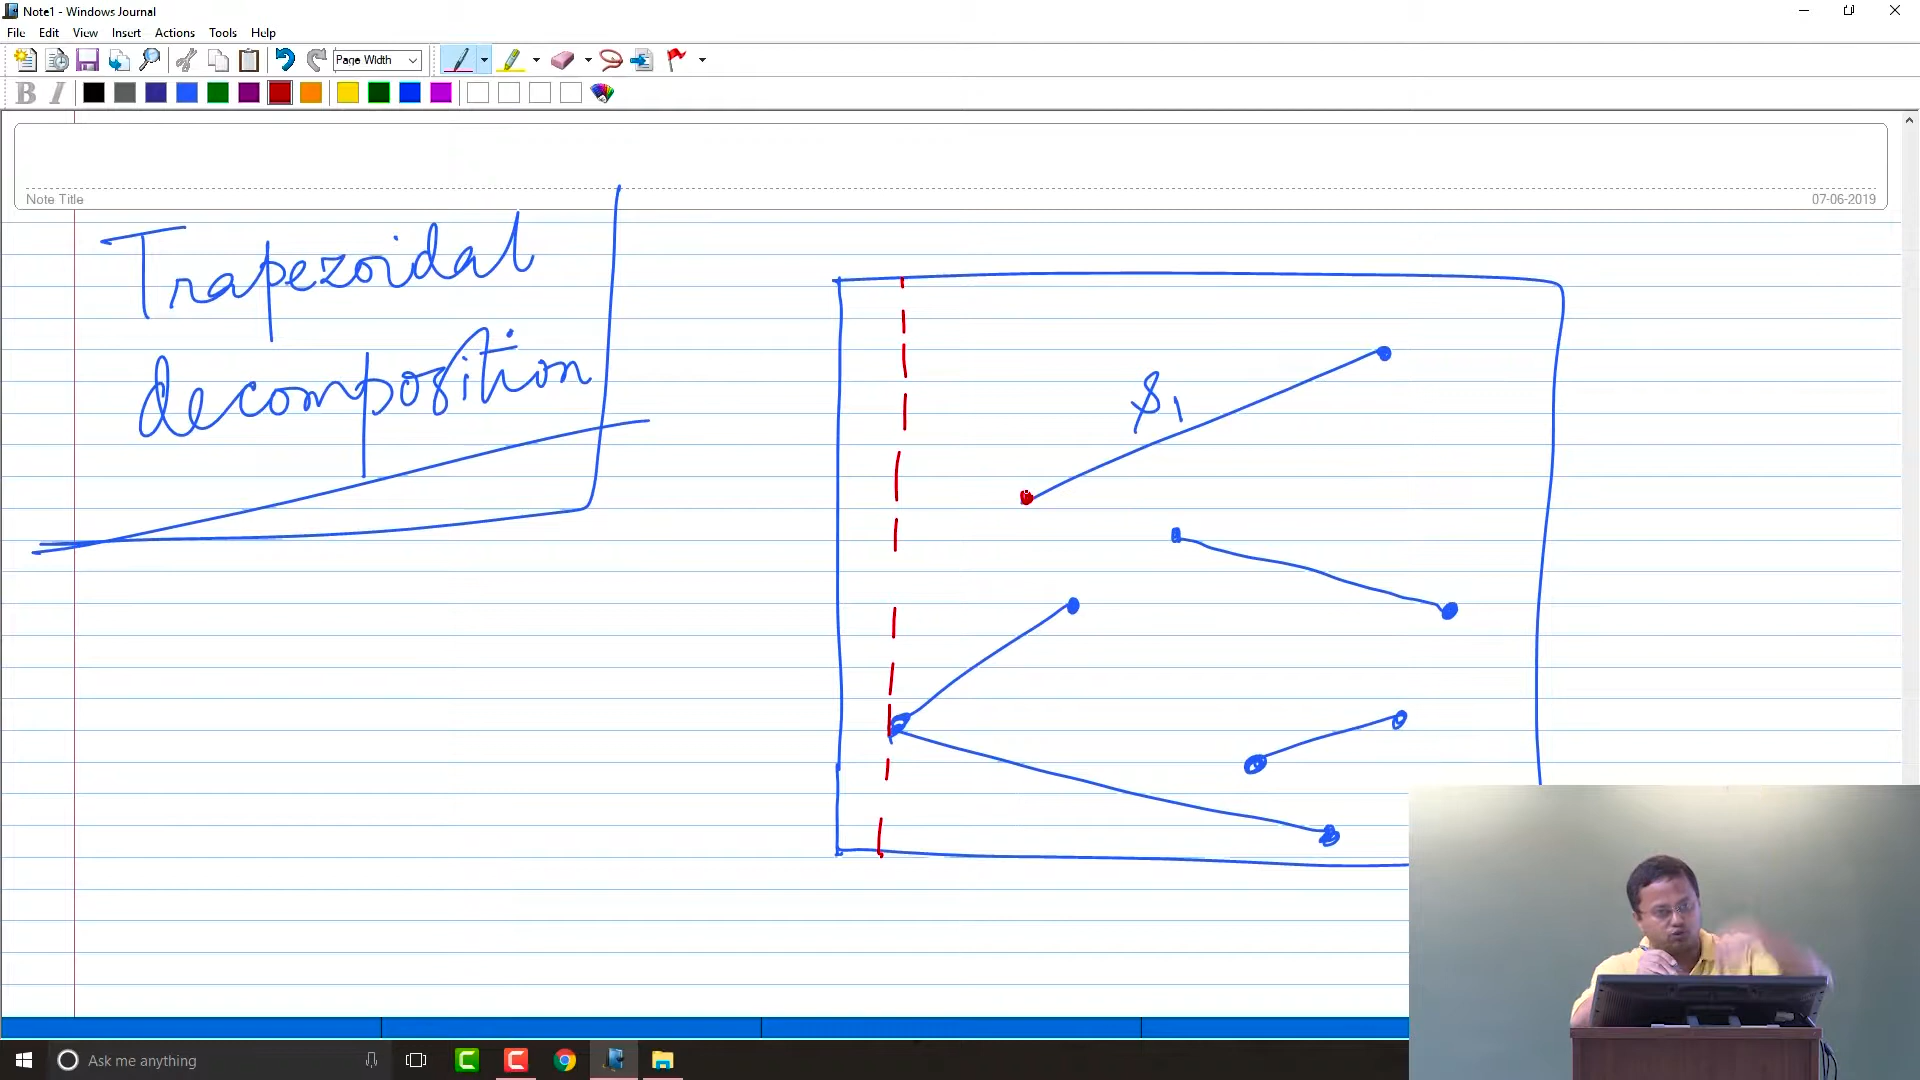 Note1 - Windows Journal
File Edit View Insert Actions Tools Help
Page Width
B I
Note Title
07-06-2019
Trapezoidal
decomposition
s1
Ask me anything